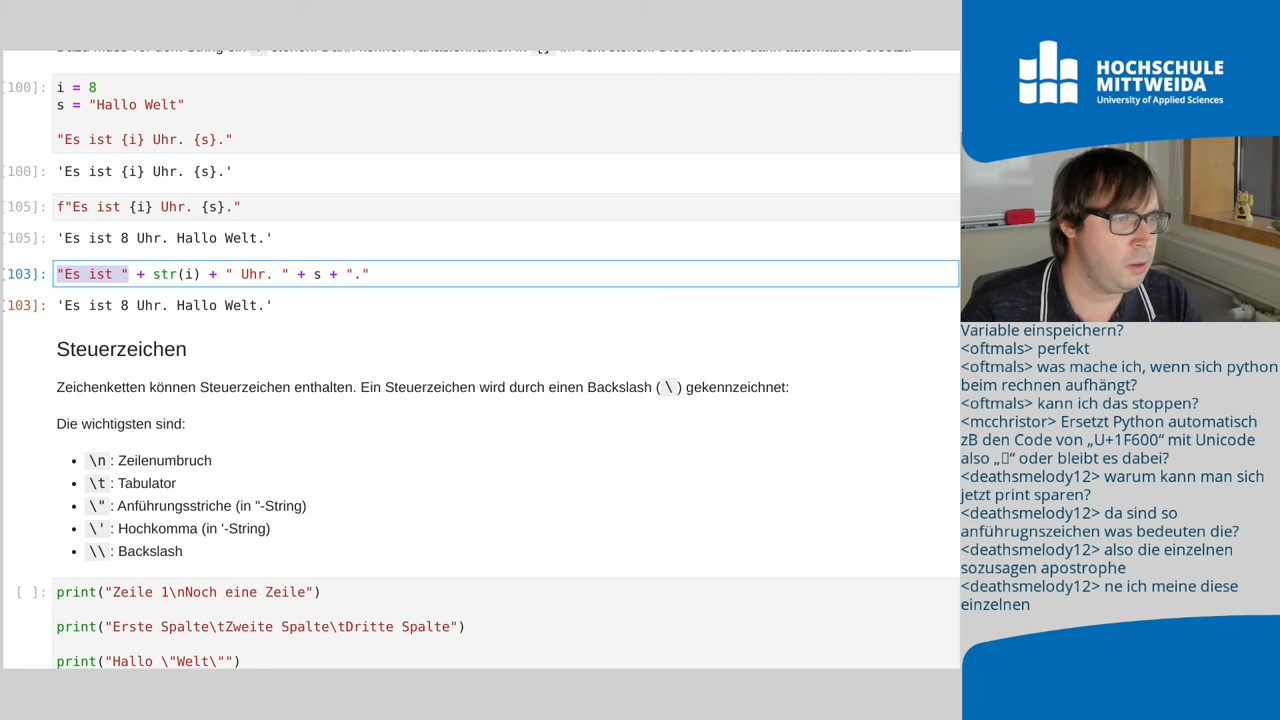 [100]:
i = 8
s = "Hallo Welt"
"Es ist {i} Uhr. {s}."
[100]:
'Es ist {i} Uhr. {s}.'
[105]:
f"Es ist {i} Uhr. {s}."
[105]:
'Es ist 8 Uhr. Hallo Welt.'
[103]:
"Es ist " + str(i) + " Uhr. " + s + "."
[103]:
'Es ist 8 Uhr. Hallo Welt.'
Steuerzeichen
Zeichenketten können Steuerzeichen enthalten. Ein Steuerzeichen wird durch einen Backslash ( \ ) gekennzeichnet:
Die wichtigsten sind:
• \n : Zeilenumbruch
• \t : Tabulator
• \" : Anführungsstriche (in "-String)
• \' : Hochkomma (in '-String)
• \\ : Backslash
[ ]:
print("Zeile 1\nNoch eine Zeile")
print("Erste Spalte\tZweite Spalte\tDritte Spalte")
print("Hallo \"Welt\"")
HOCHSCHULE
MITTWEIDA
University of Applied Sciences
Variable einspeichern?
<oftmals> perfekt
<oftmals> was mache ich, wenn sich python
beim rechnen aufhängt?
<oftmals> kann ich das stoppen?
<mcchristor> Ersetzt Python automatisch
zB den Code von „U+1F600“ mit Unicode
also „▯“ oder bleibt es dabei?
<deathsmelody12> warum kann man sich
jetzt print sparen?
<deathsmelody12> da sind so
anführugnszeichen was bedeuten die?
<deathsmelody12> also die einzelnen
sozusagen apostrophe
<deathsmelody12> ne ich meine diese
einzelnen